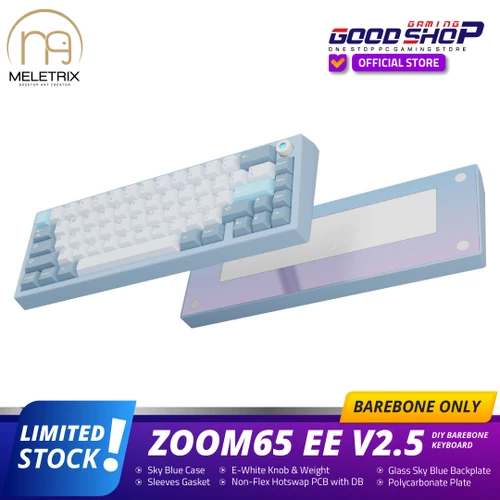 MELETRIX
DESKTOP ART CREATOR
GAMING
GOODSHOP
ONE STOP PC GAMING STORE
OFFICIAL STORE
BAREBONE ONLY
LIMITED STOCK!
ZOOM65 EE V2.5
DIY BAREBONE
KEYBOARD
• Sky Blue Case
• E-White Knob & Weight
• Glass Sky Blue Backplate
• Sleeves Gasket
• Non-Flex Hotswap PCB with DB
• Polycarbonate Plate